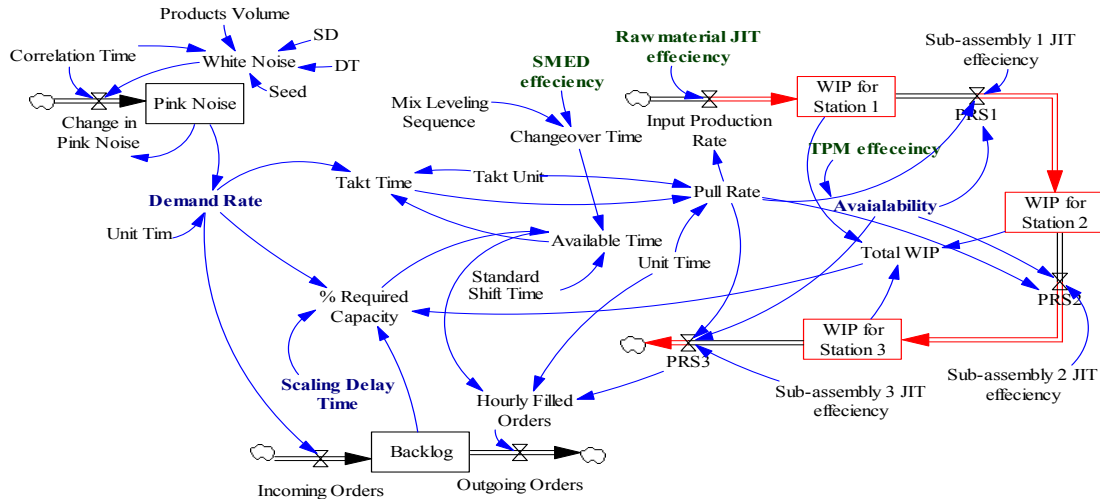 Products Volume
Correlation Time
SD
White Noise
DT
Seed
Pink Noise
Change in
Pink Noise
Raw material JIT
effeciency
SMED
effeciency
Sub-assembly 1 JIT
effeciency
WIP for
Station 1
Mix Leveling
Sequence
Changeover Time
Input Production
Rate
PRS1
TPM effeceincy
Takt Time
Takt Unit
Pull Rate
Demand Rate
Avaialability
WIP for
Station 2
Unit Tim
Available Time
Unit Time
Total WIP
Standard
Shift Time
% Required
Capacity
PRS2
WIP for
Station 3
PRS3
Scaling Delay
Time
Hourly Filled
Orders
Sub-assembly 3 JIT
effeciency
Sub-assembly 2 JIT
effeciency
Backlog
Incoming Orders
Outgoing Orders